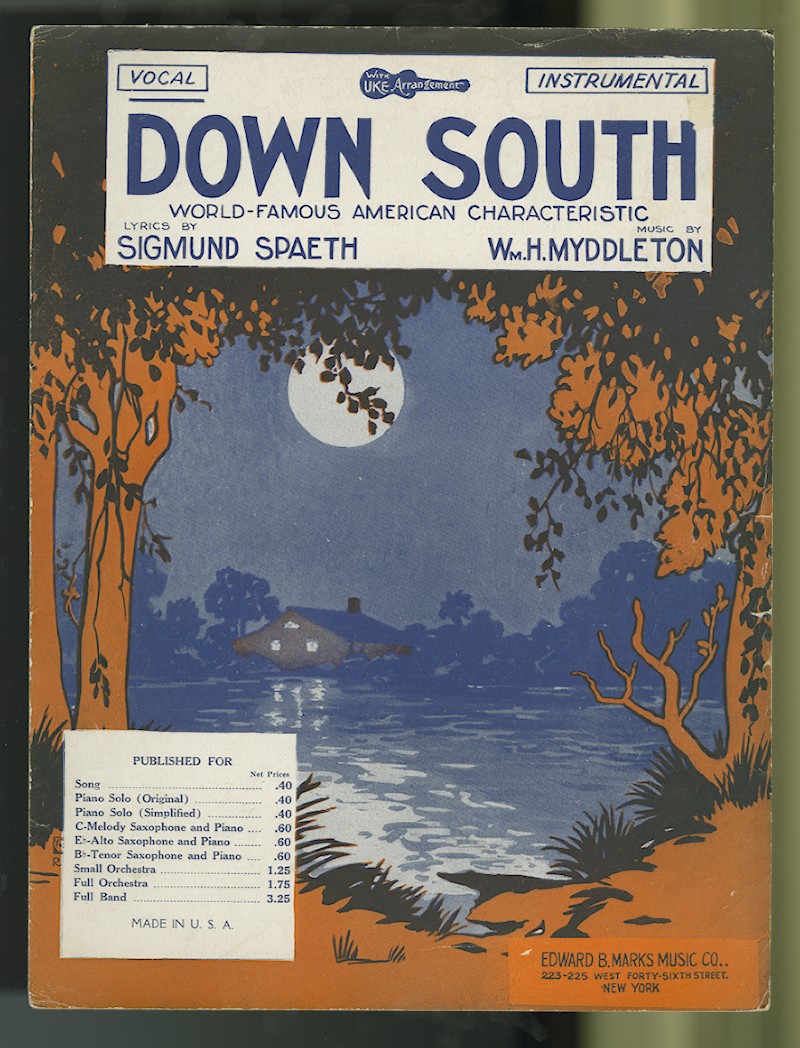 VOCAL
With UKE Arrangement
INSTRUMENTAL
DOWN SOUTH
WORLD-FAMOUS AMERICAN CHARACTERISTIC
LYRICS BY
SIGMUND SPAETH
MUSIC BY
WM. H. MYDDLETON
PUBLISHED FOR
Net Prices
Song .40
Piano Solo (Original) .40
Piano Solo (Simplified) .40
C-Melody Saxophone and Piano .60
E♭-Alto Saxophone and Piano .60
B♭-Tenor Saxophone and Piano .60
Small Orchestra 1.25
Full Orchestra 1.75
Full Band 3.25
MADE IN U. S. A.
EDWARD B. MARKS MUSIC CO..
223-225 WEST FORTY-SIXTH STREET.
NEW YORK